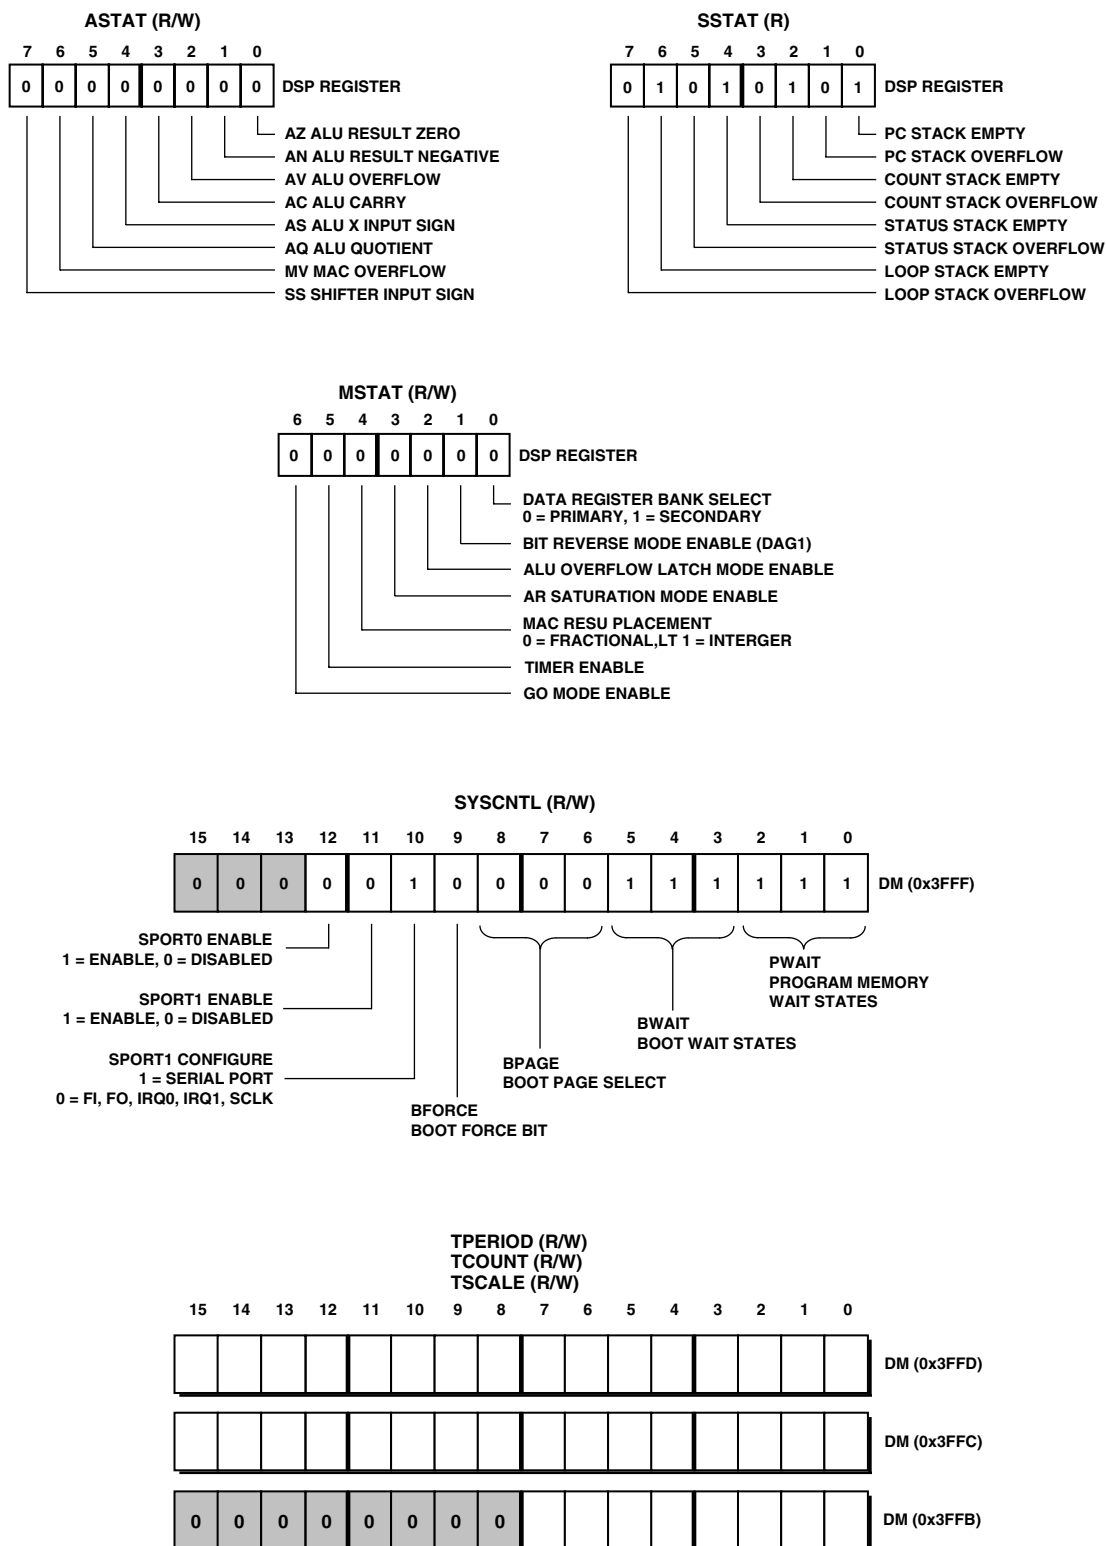 ASTAT (R/W)
7 6 5 4 3 2 1 0
0 0 0 0 0 0 0 0 DSP REGISTER
AZ ALU RESULT ZERO
AN ALU RESULT NEGATIVE
AV ALU OVERFLOW
AC ALU CARRY
AS ALU X INPUT SIGN
AQ ALU QUOTIENT
MV MAC OVERFLOW
SS SHIFTER INPUT SIGN
SSTAT (R)
7 6 5 4 3 2 1 0
0 1 0 1 0 1 0 1 DSP REGISTER
PC STACK EMPTY
PC STACK OVERFLOW
COUNT STACK EMPTY
COUNT STACK OVERFLOW
STATUS STACK EMPTY
STATUS STACK OVERFLOW
LOOP STACK EMPTY
LOOP STACK OVERFLOW
MSTAT (R/W)
6 5 4 3 2 1 0
0 0 0 0 0 0 0 DSP REGISTER
DATA REGISTER BANK SELECT
0 = PRIMARY, 1 = SECONDARY
BIT REVERSE MODE ENABLE (DAG1)
ALU OVERFLOW LATCH MODE ENABLE
AR SATURATION MODE ENABLE
MAC RESU PLACEMENT
0 = FRACTIONAL,LT 1 = INTERGER
TIMER ENABLE
GO MODE ENABLE
SYSCNTL (R/W)
15 14 13 12 11 10 9 8 7 6 5 4 3 2 1 0
0 0 0 0 0 1 0 0 0 0 1 1 1 1 1 1 DM (0x3FFF)
SPORT0 ENABLE
1 = ENABLE, 0 = DISABLED
SPORT1 ENABLE
1 = ENABLE, 0 = DISABLED
SPORT1 CONFIGURE
1 = SERIAL PORT
0 = FI, FO, IRQ0, IRQ1, SCLK
BFORCE
BOOT FORCE BIT
BPAGE
BOOT PAGE SELECT
BWAIT
BOOT WAIT STATES
PWAIT
PROGRAM MEMORY
WAIT STATES
TPERIOD (R/W)
TCOUNT (R/W)
TSCALE (R/W)
15 14 13 12 11 10 9 8 7 6 5 4 3 2 1 0
DM (0x3FFD)
DM (0x3FFC)
0 0 0 0 0 0 0 0 DM (0x3FFB)